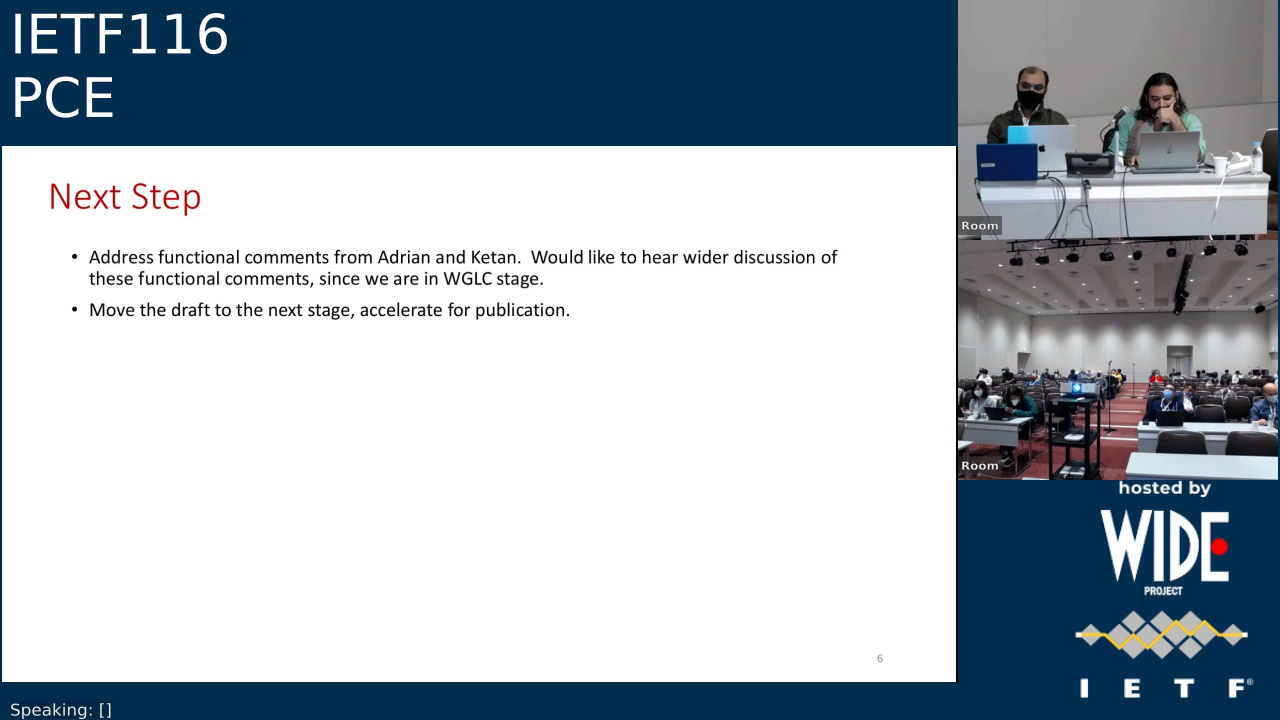 IETF116
PCE
Next Step
• Address functional comments from Adrian and Ketan.  Would like to hear wider discussion of
these functional comments, since we are in WGLC stage.
• Move the draft to the next stage, accelerate for publication.
6
Room
Room
hosted by
WIDE
PROJECT
I E T F®
Speaking: []